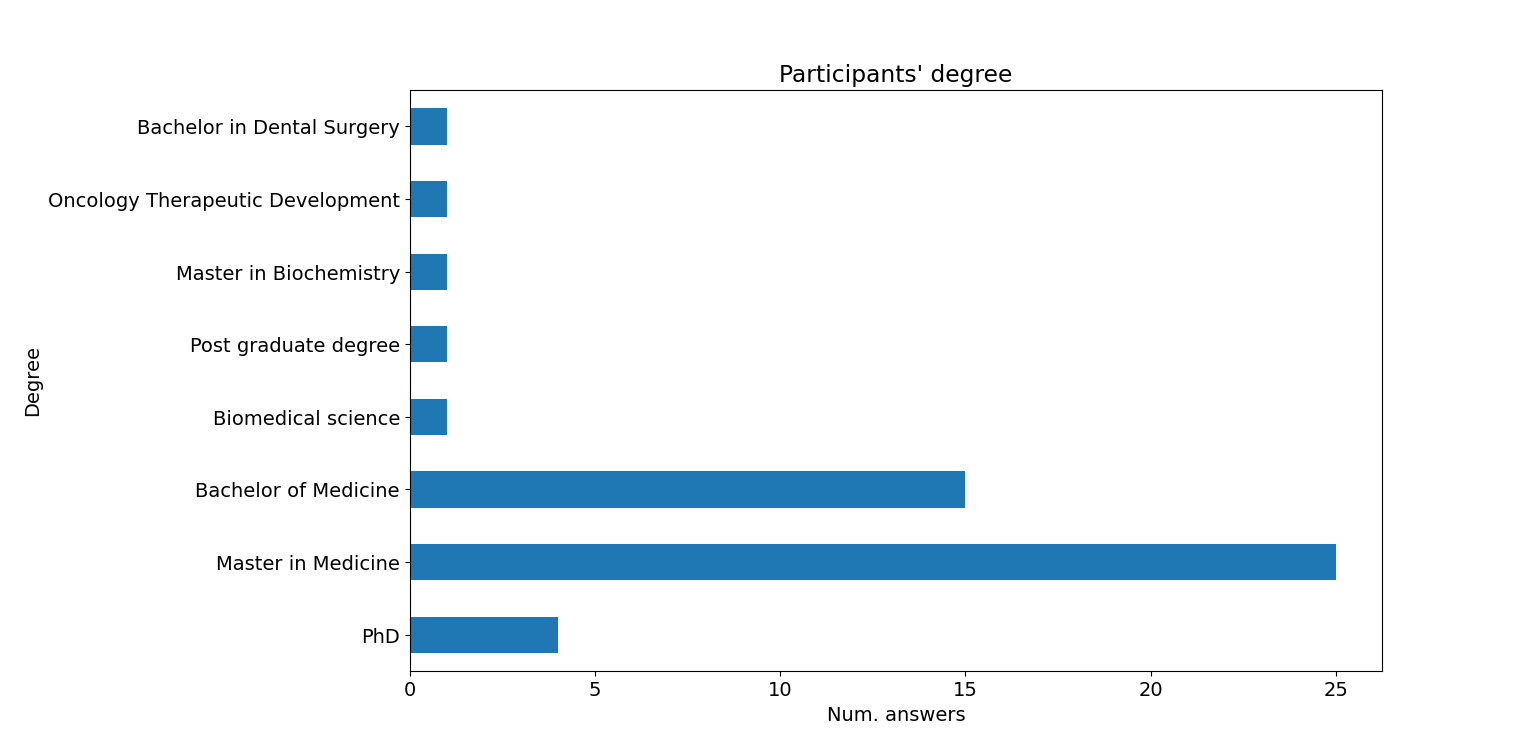 Participants' degree
Bachelor in Dental Surgery
Oncology Therapeutic Development
Master in Biochemistry
Post graduate degree
Biomedical science
Bachelor of Medicine
Master in Medicine
PhD
Degree
0 5 10 15 20 25
Num. answers